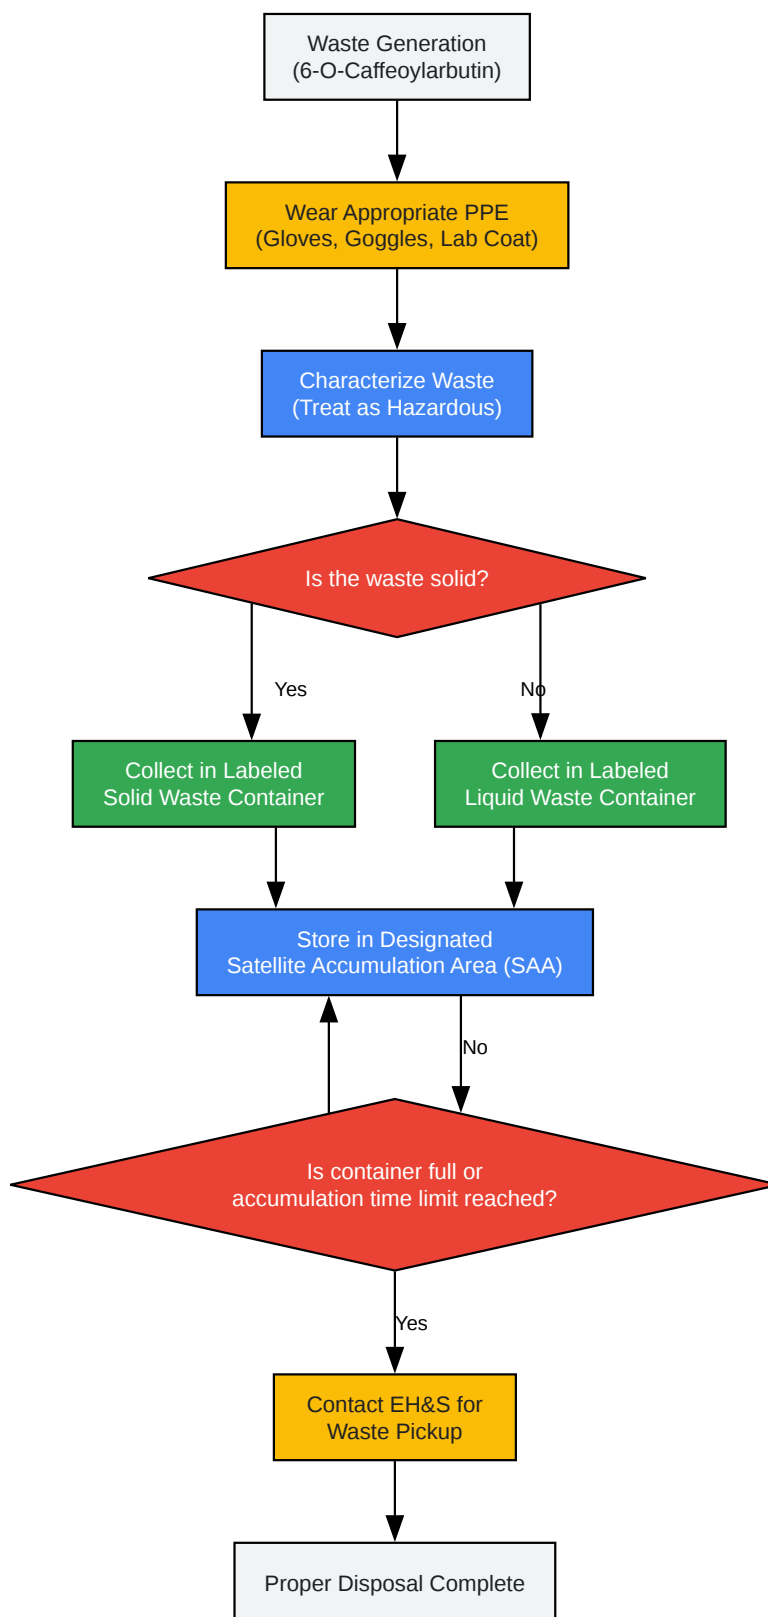 Waste Generation
(6-O-Caffeoylarbutin)
Wear Appropriate PPE
(Gloves, Goggles, Lab Coat)
Characterize Waste
(Treat as Hazardous)
Is the waste solid?
Yes
No
Collect in Labeled
Solid Waste Container
Collect in Labeled
Liquid Waste Container
Store in Designated
Satellite Accumulation Area (SAA)
No
Is container full or
accumulation time limit reached?
Yes
Contact EH&S for
Waste Pickup
Proper Disposal Complete